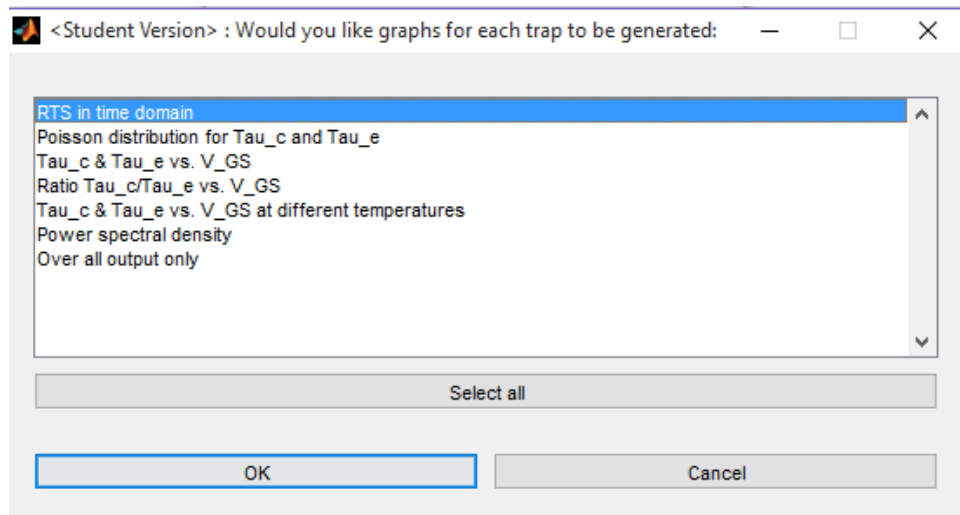 <Student Version> : Would you like graphs for each trap to be generated:
RTS in time domain
Poisson distribution for Tau_c and Tau_e
Tau_c & Tau_e vs. V_GS
Ratio Tau_c/Tau_e vs. V_GS
Tau_c & Tau_e vs. V_GS at different temperatures
Power spectral density
Over all output only
Select all
OK
Cancel